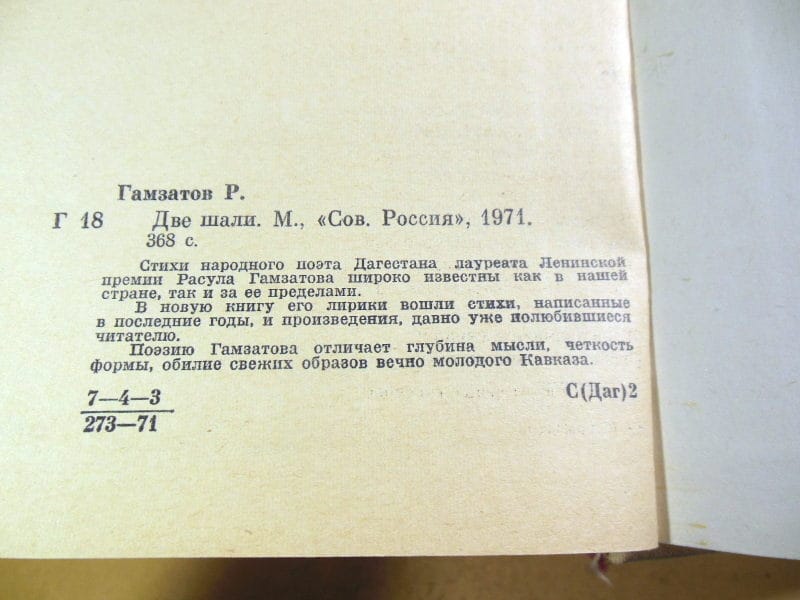 Гамзатов Р.
Г 18 Две шали. М., «Сов. Россия», 1971.
368 с.
Стихи народного поэта Дагестана лауреата Ленинской
премии Расула Гамзатова широко известны как в нашей
стране, так и за ее пределами.
В новую книгу его лирики вошли стихи, написанные
в последние годы, и произведения, давно уже полюбившиеся
читателю.
Поэзию Гамзатова отличает глубина мысли, четкость
формы, обилие свежих образов вечно молодого Кавказа.
7—4—3
273—71
С(Даг)2